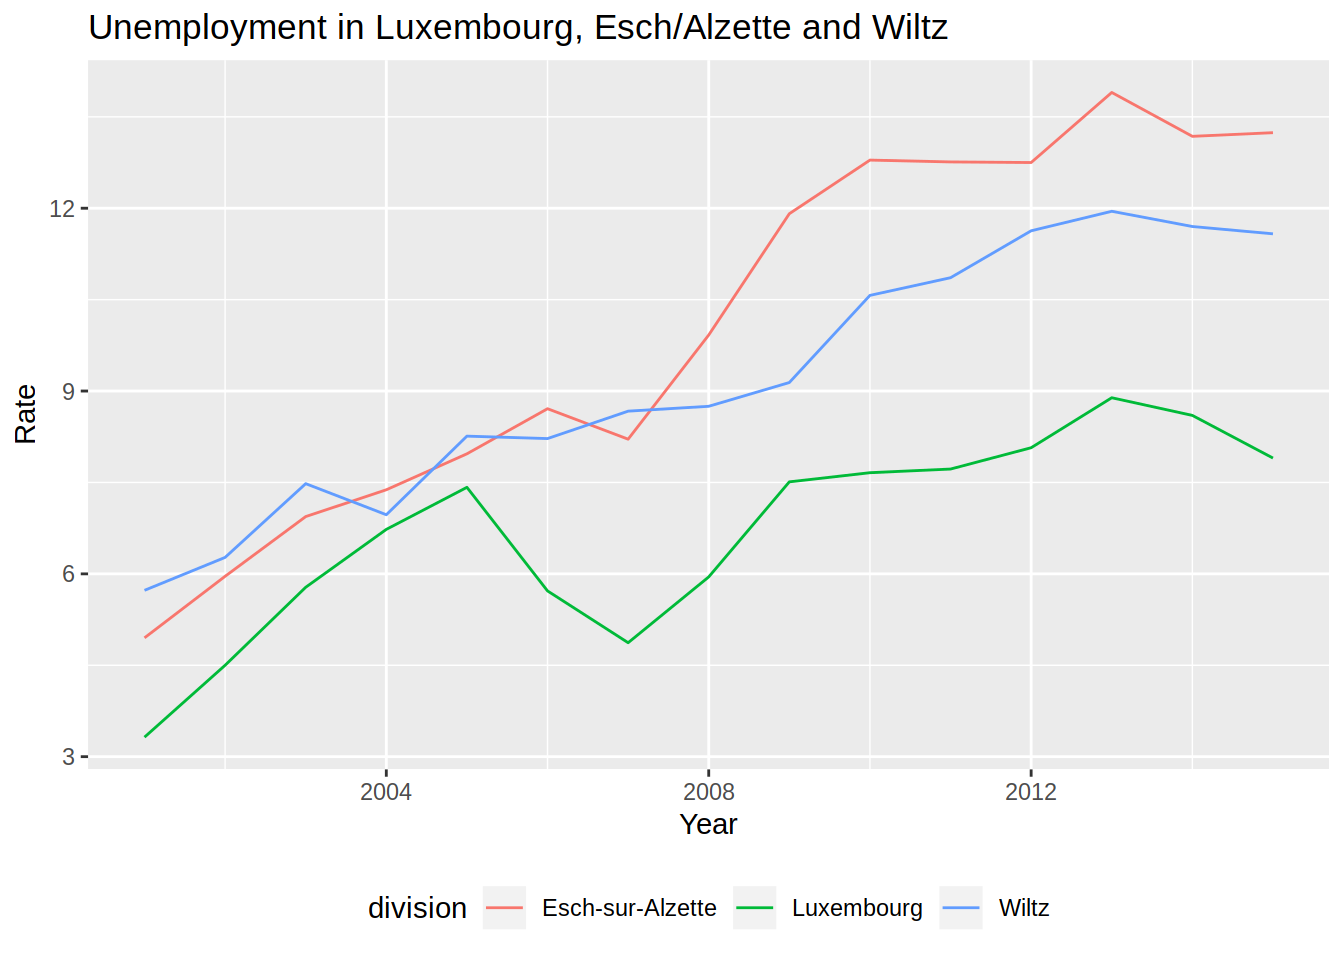 Unemployment in Luxembourg, Esch/Alzette and Wiltz
12
9
6
3
Rate
2004 2008 2012
Year
division Esch-sur-Alzette Luxembourg Wiltz